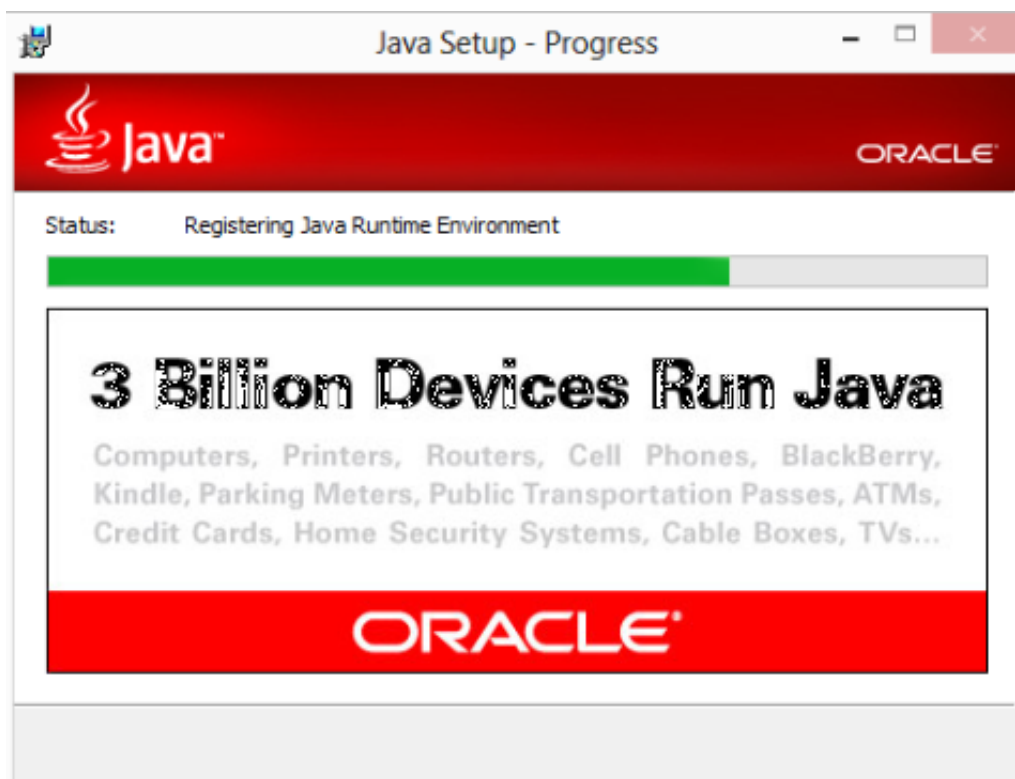 Java Setup - Progress
Java™
ORACLE®
Status: Registering Java Runtime Environment
3 Billion Devices Run Java
Computers, Printers, Routers, Cell Phones, BlackBerry,
Kindle, Parking Meters, Public Transportation Passes, ATMs,
Credit Cards, Home Security Systems, Cable Boxes, TVs...
ORACLE®